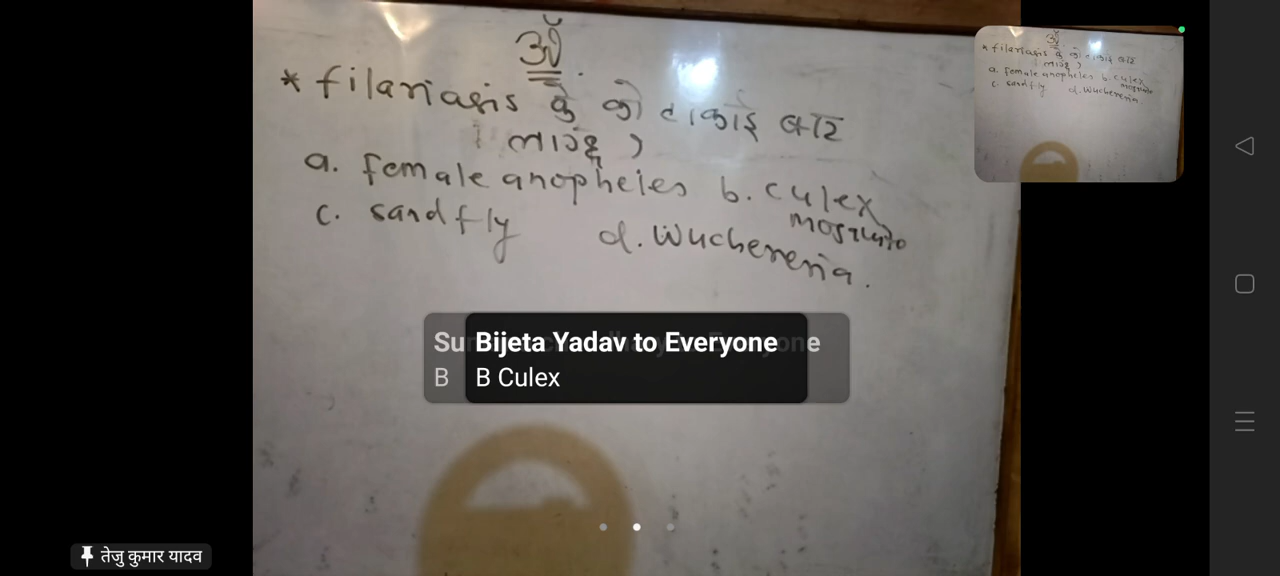 ॐ
* filariasis के को टोकाई बाट
लाग्छ ?
a. female anopheles b. culex
mosquito
c. sandfly d. Wuchereria.
Bijeta Yadav to Everyone
B Culex
B
तेजु कुमार यादव